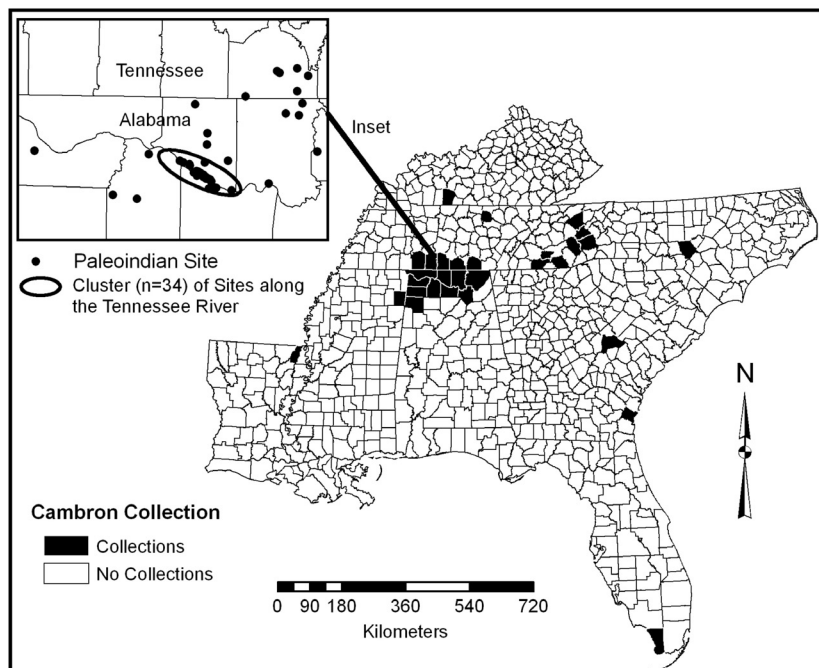 Tennessee
Alabama
Inset
Paleoindian Site
Cluster (n=34) of Sites along
the Tennessee River
N
Cambron Collection
Collections
No Collections
0 90 180 360 540 720
Kilometers